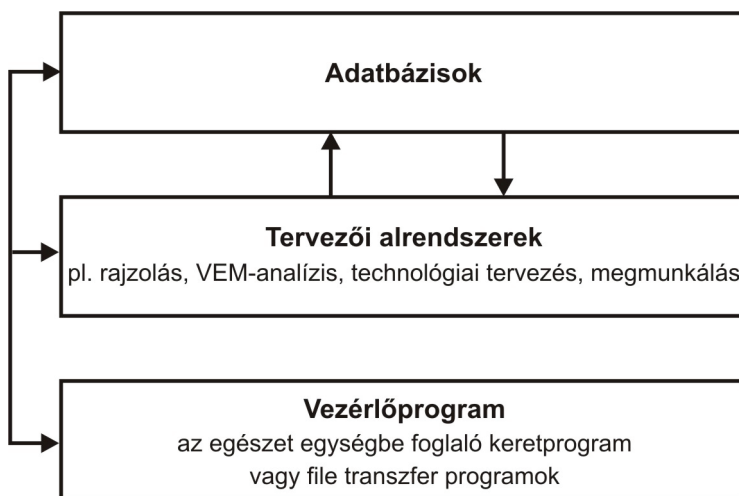 Adatbázisok
Tervezői alrendszerek
pl. rajzolás, VEM-analízis, technológiai tervezés, megmunkálás
Vezérlőprogram
az egészet egységbe foglaló keretprogram
vagy file transzfer programok